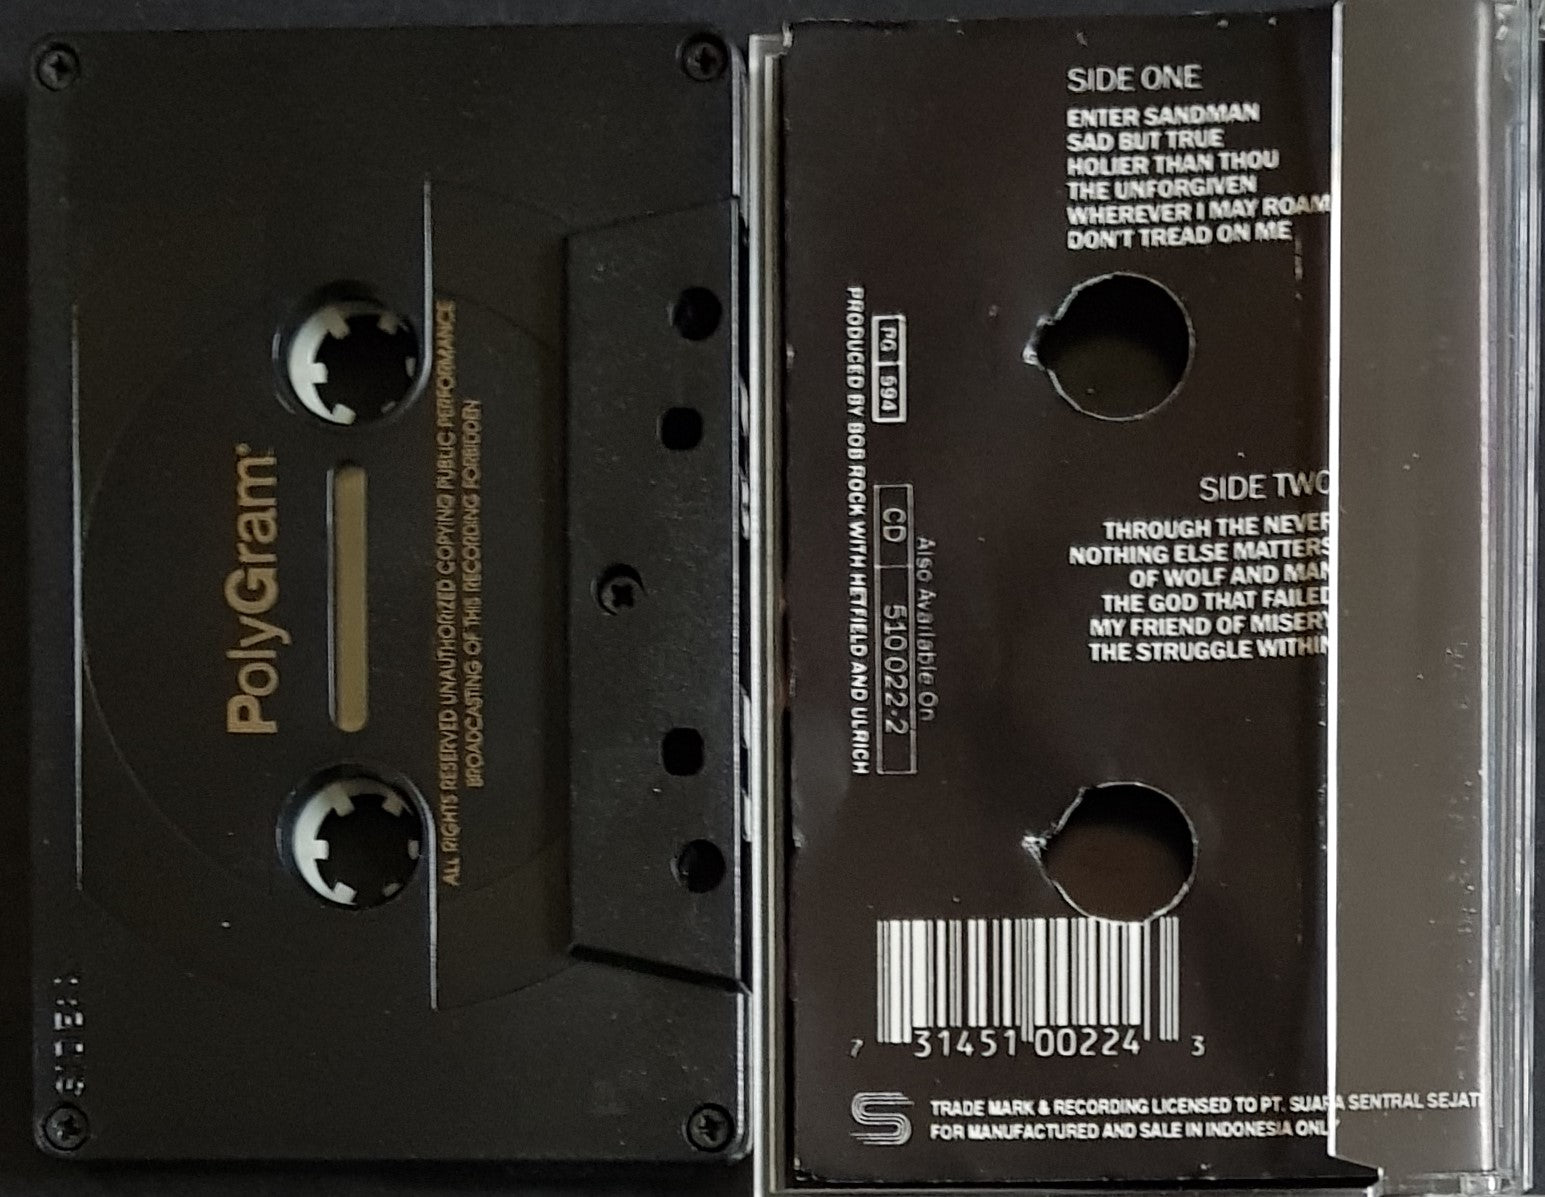 PolyGram
ALL RIGHTS RESERVED UNAUTHORIZED COPYING PUBLIC PERFORMANCE
BROADCASTING OF THIS RECORDING FORBIDDEN
SIDE ONE
ENTER SANDMAN
SAD BUT TRUE
HOLIER THAN THOU
THE UNFORGIVEN
WHEREVER I MAY ROAM
DON'T TREAD ON ME
SIDE TWO
THROUGH THE NEVER
NOTHING ELSE MATTERS
OF WOLF AND MAN
THE GOD THAT FAILED
MY FRIEND OF MISERY
THE STRUGGLE WITHIN
PRODUCED BY BOB ROCK WITH HETFIELD AND ULRICH
PG 594
CD 510 022-2
Also Available On
7 31451 00224 3
TRADE MARK & RECORDING LICENSED TO PT. SUARA SENTRAL SEJATI
FOR MANUFACTURED AND SALE IN INDONESIA ONLY